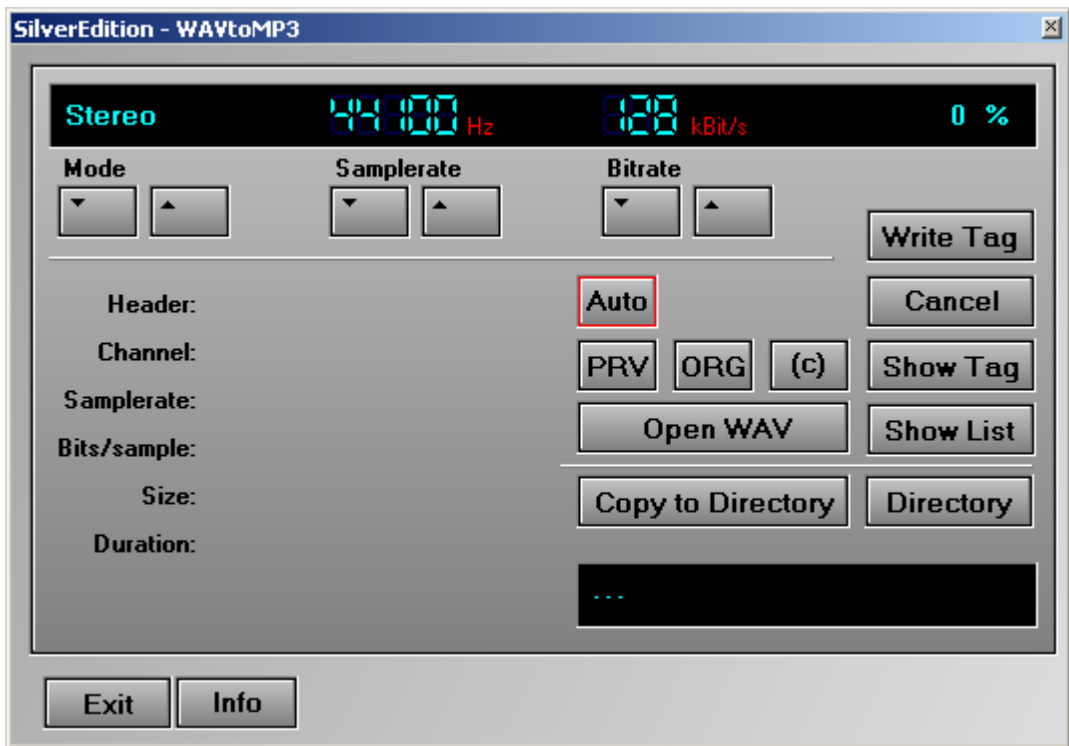 SilverEdition - WAVtoMP3
Stereo 44100 Hz 128 kBit/s 0 %
Mode Samplerate Bitrate
Write Tag
Header: Auto Cancel
Channel: PRV ORG (c) Show Tag
Samplerate:
Open WAV Show List
Bits/sample:
Size: Copy to Directory Directory
Duration:
...
Exit Info